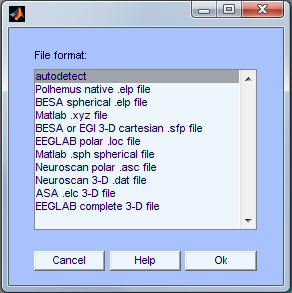 File format:
autodetect
Polhemus native .elp file
BESA spherical .elp file
Matlab .xyz file
BESA or EGI 3-D cartesian .sfp file
EEGLAB polar .loc file
Matlab .sph spherical file
Neuroscan polar .asc file
Neuroscan 3-D .dat file
ASA .elc 3-D file
EEGLAB complete 3-D file
Cancel
Help
Ok